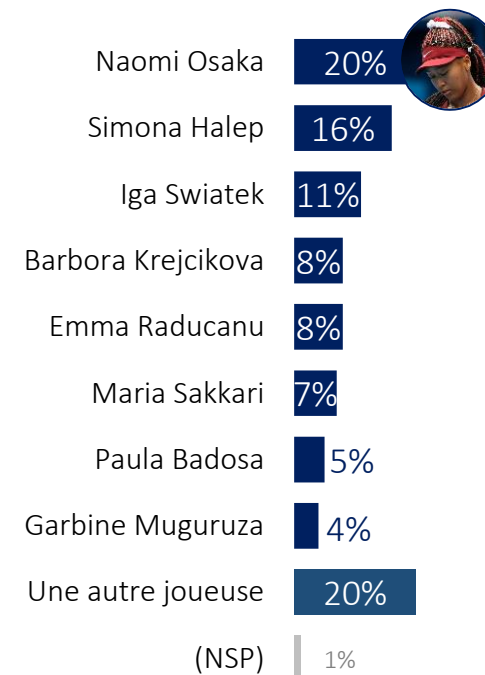 Naomi Osaka 20%
Simona Halep 16%
Iga Swiatek 11%
Barbora Krejcikova 8%
Emma Raducanu 8%
Maria Sakkari 7%
Paula Badosa 5%
Garbine Muguruza 4%
Une autre joueuse 20%
(NSP) 1%